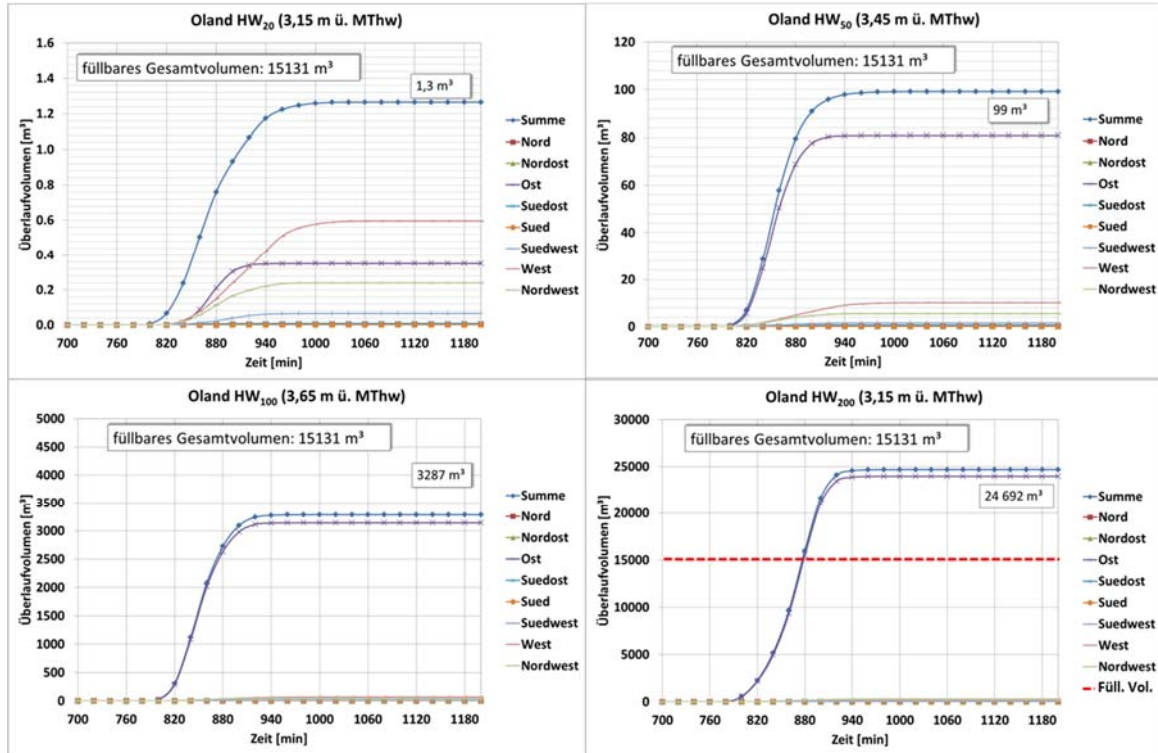 Oland HW20 (3,15 m ü. MThw)
füllbares Gesamtvolumen: 15131 m³
1,3 m³
Überlaufvolumen [m³]
1.6
1.4
1.2
1.0
0.8
0.6
0.4
0.2
0.0
700 760 820 880 940 1000 1060 1120 1180
Zeit [min]
Summe
Nord
Nordost
Ost
Suedost
Sued
Suedwest
West
Nordwest
Oland HW50 (3,45 m ü. MThw)
füllbares Gesamtvolumen: 15131 m³
99 m³
Überlaufvolumen [m³]
120
100
80
60
40
20
0
700 760 820 880 940 1000 1060 1120 1180
Zeit [min]
Summe
Nord
Nordost
Ost
Suedost
Sued
Suedwest
West
Nordwest
Oland HW100 (3,65 m ü. MThw)
füllbares Gesamtvolumen: 15131 m³
3287 m³
Überlaufvolumen [m³]
5000
4500
4000
3500
3000
2500
2000
1500
1000
500
0
700 760 820 880 940 1000 1060 1120 1180
Zeit [min]
Summe
Nord
Nordost
Ost
Suedost
Sued
Suedwest
West
Nordwest
Oland HW200 (3,15 m ü. MThw)
füllbares Gesamtvolumen: 15131 m³
24 692 m³
Überlaufvolumen [m³]
30000
25000
20000
15000
10000
5000
0
700 760 820 880 940 1000 1060 1120 1180
Zeit [min]
Summe
Nord
Nordost
Ost
Suedost
Sued
Suedwest
West
Nordwest
Füll. Vol.